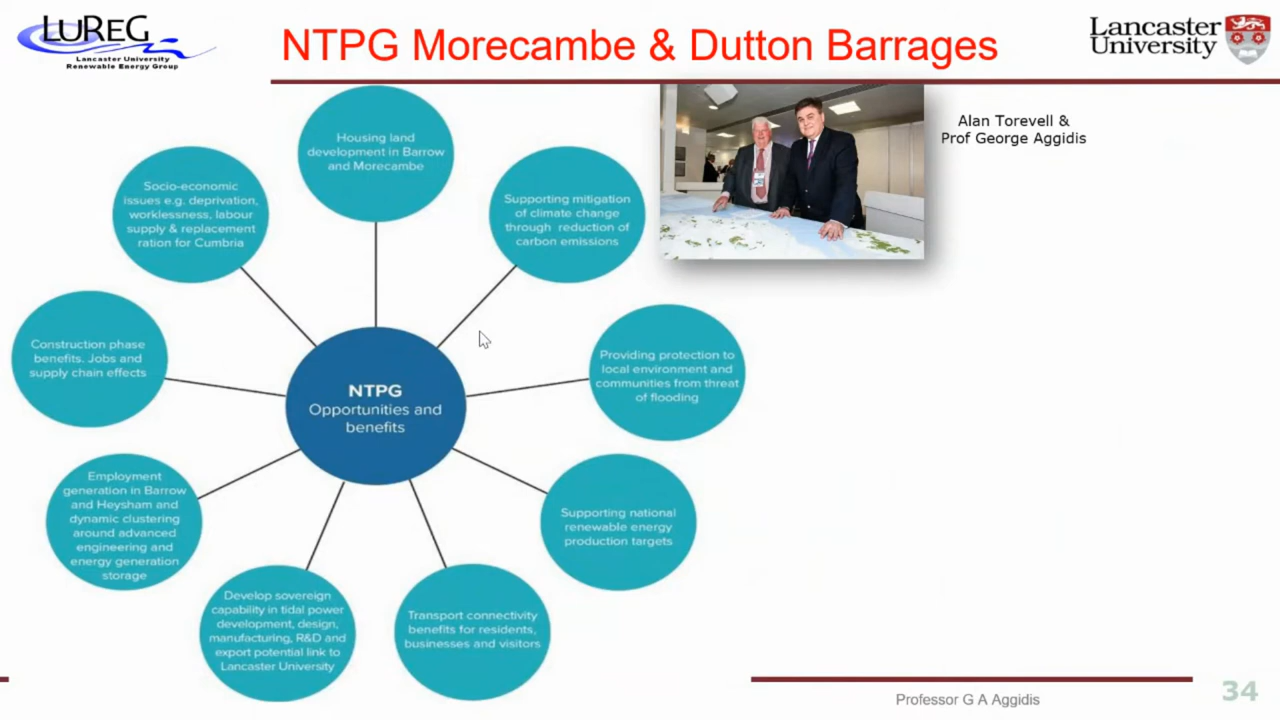 LUREG
Lancaster University
Renewable Energy Group
NTPG Morecambe & Dutton Barrages
Lancaster
University
Alan Torevell &
Prof George Aggidis
Housing land
development in Barrow
and Morecambe
Supporting mitigation
of climate change
through reduction of
carbon emissions
Providing protection to
local environment and
communities from threat
of flooding
Supporting national
renewable energy
production targets
Transport connectivity
benefits for residents,
businesses and visitors
Develop sovereign
capability in tidal power
development, design,
manufacturing, R&D and
export potential link to
Lancaster University
Employment
generation in Barrow
and Heysham and
dynamic clustering
around advanced
engineering and
energy generation
storage
Construction phase
benefits. Jobs and
supply chain effects
Socio-economic
issues e.g. deprivation,
worklessness, labour
supply & replacement
ration for Cumbria
NTPG
Opportunities and
benefits
Professor G A Aggidis
34